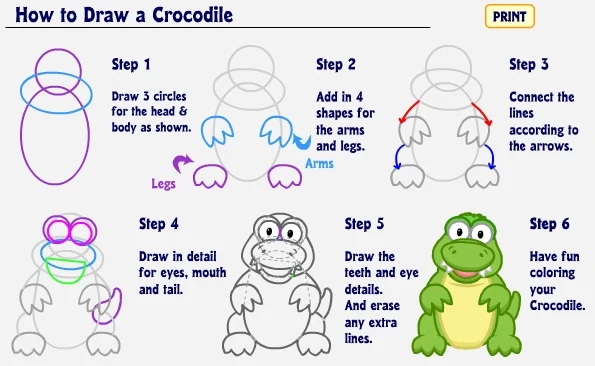 How to Draw a Crocodile
PRINT
Step 1
Draw 3 circles
for the head &
body as shown.
Step 2
Add in 4
shapes for
the arms
and legs.
Arms
Legs
Step 3
Connect the
lines
according to
the arrows.
Step 4
Draw in detail
for eyes, mouth
and tail.
Step 5
Draw the
teeth and eye
details.
And erase
any extra
lines.
Step 6
Have fun
coloring
your
Crocodile.